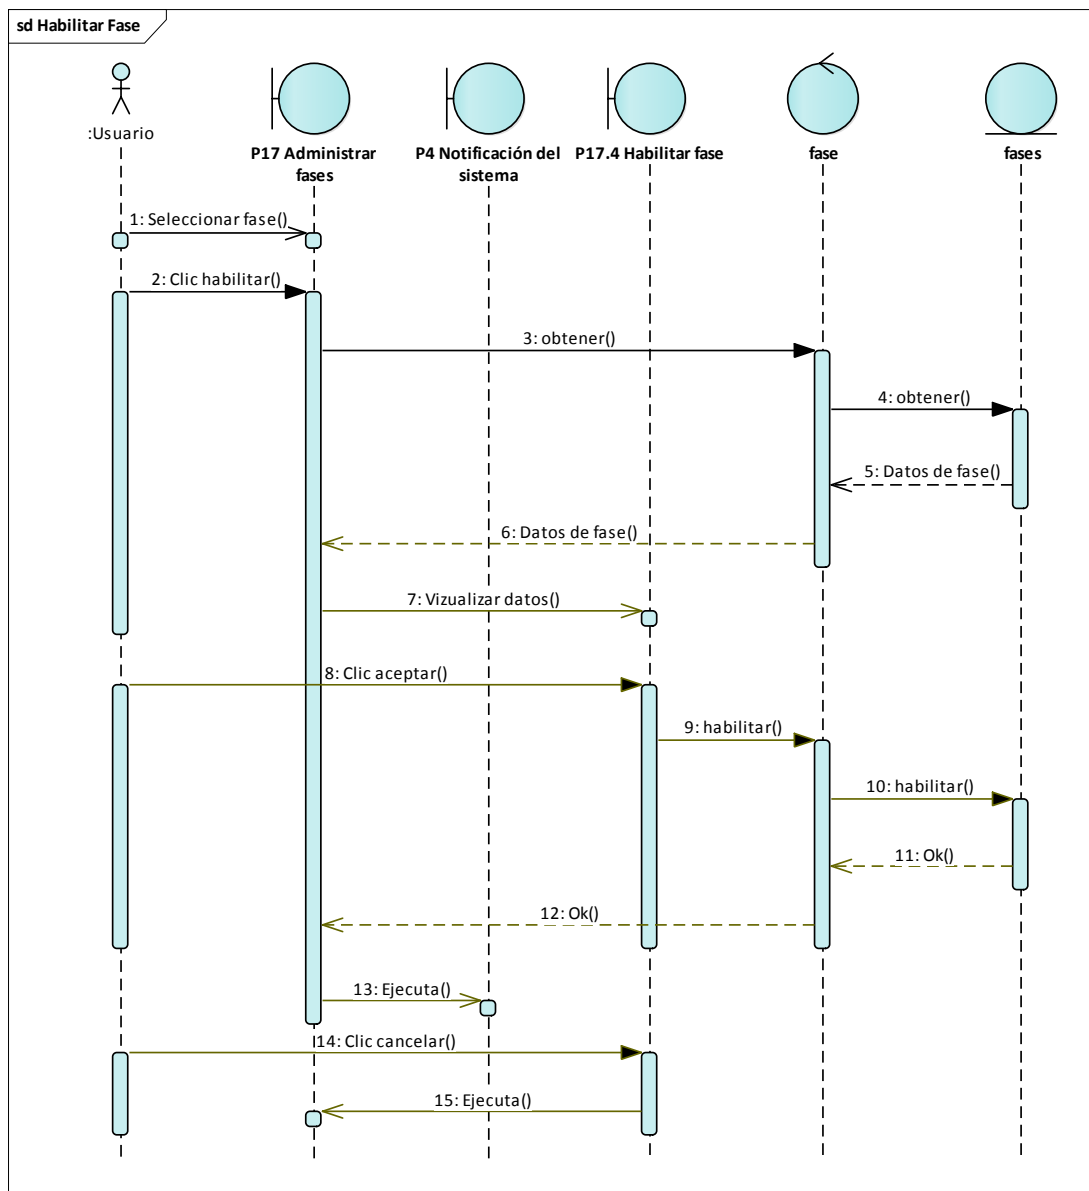 sd Habilitar Fase
:Usuario
P17 Administrar
fases
P4 Notificación del
sistema
P17.4 Habilitar fase
fase
fases
1: Seleccionar fase()
2: Clic habilitar()
3: obtener()
4: obtener()
5: Datos de fase()
6: Datos de fase()
7: Vizualizar datos()
8: Clic aceptar()
9: habilitar()
10: habilitar()
11: Ok()
12: Ok()
13: Ejecuta()
14: Clic cancelar()
15: Ejecuta()